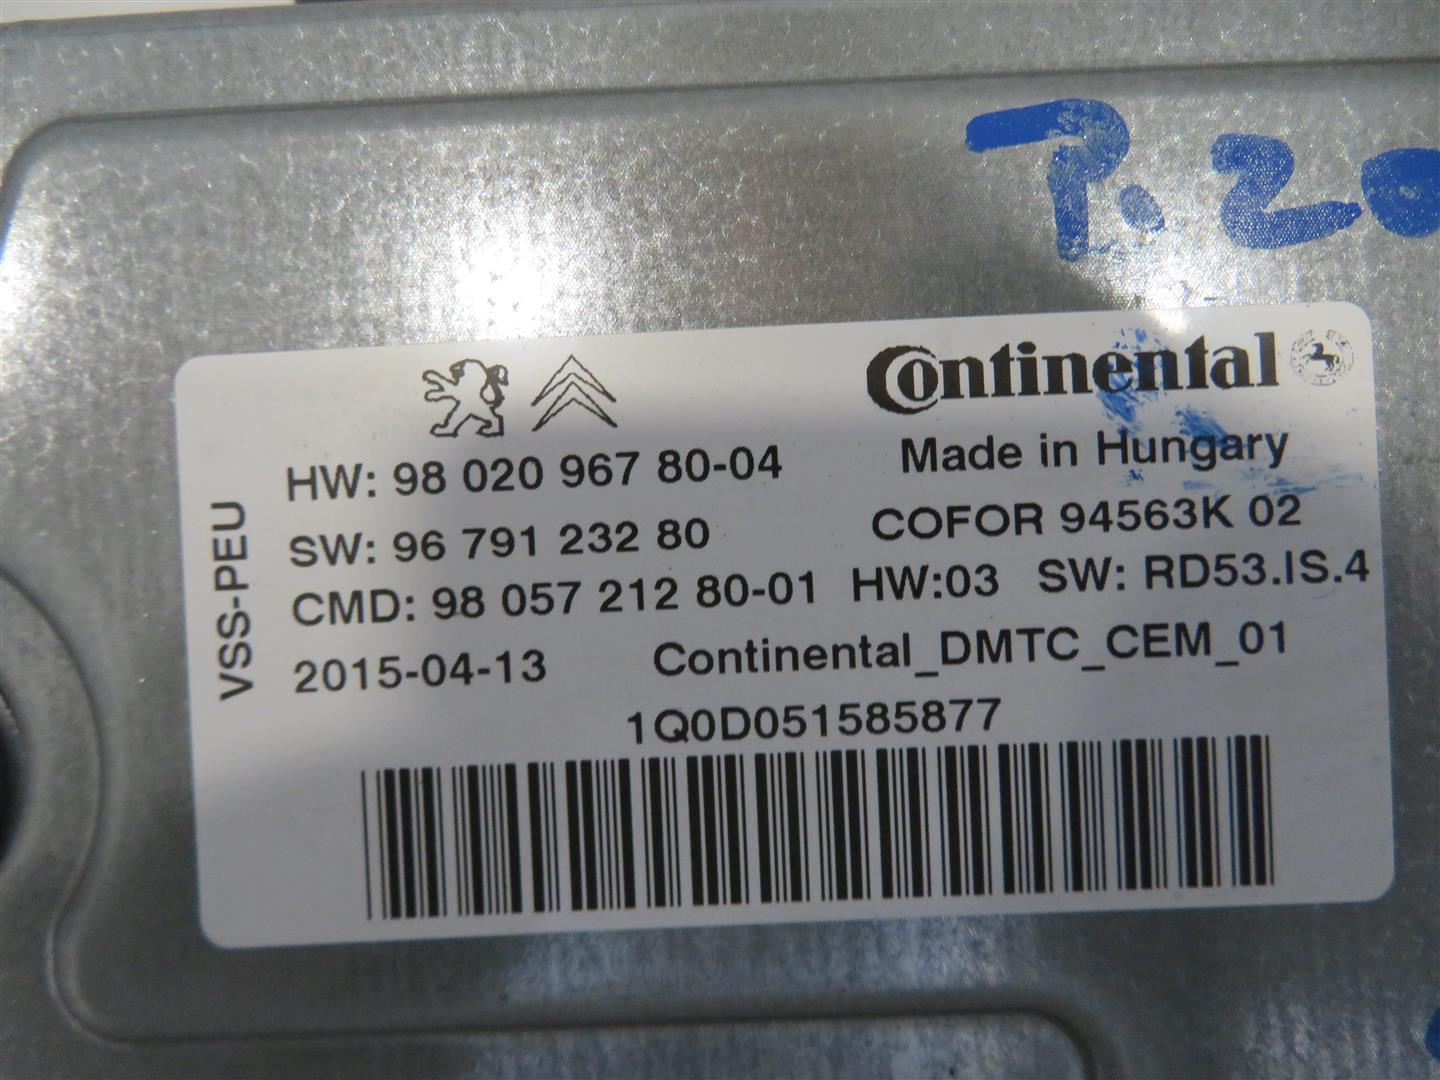 P.20
Continental
HW: 98 020 967 80-04
Made in Hungary
SW: 96 791 232 80
COFOR 94563K 02
CMD: 98 057 212 80-01 HW:03 SW: RD53.IS.4
2015-04-13 Continental_DMTC_CEM_01
1Q0D051585877
VSS-PEU